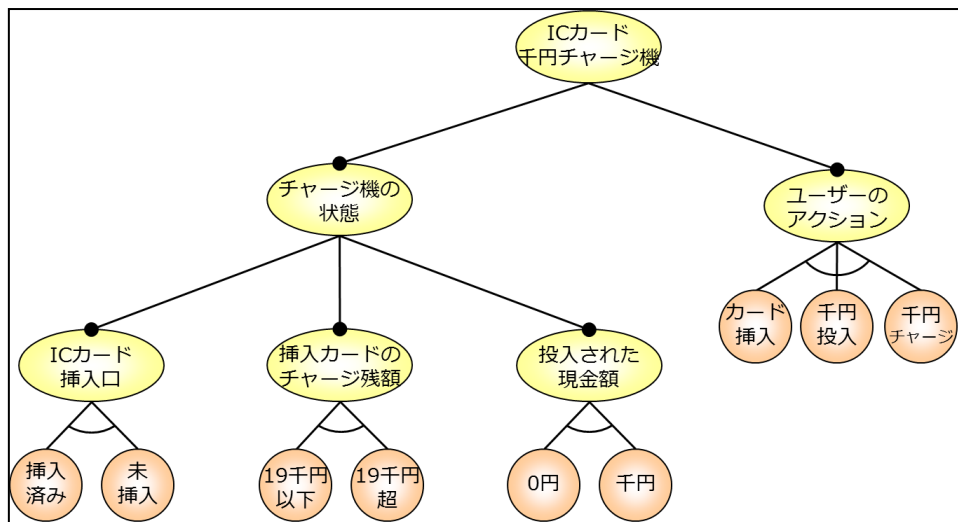 ICカード
千円チャージ機
チャージ機の
状態
ユーザーの
アクション
カード
挿入
千円
投入
千円
チャージ
ICカード
挿入口
挿入カードの
チャージ残額
投入された
現金額
挿入
済み
未
挿入
19千円
以下
19千円
超
0円
千円